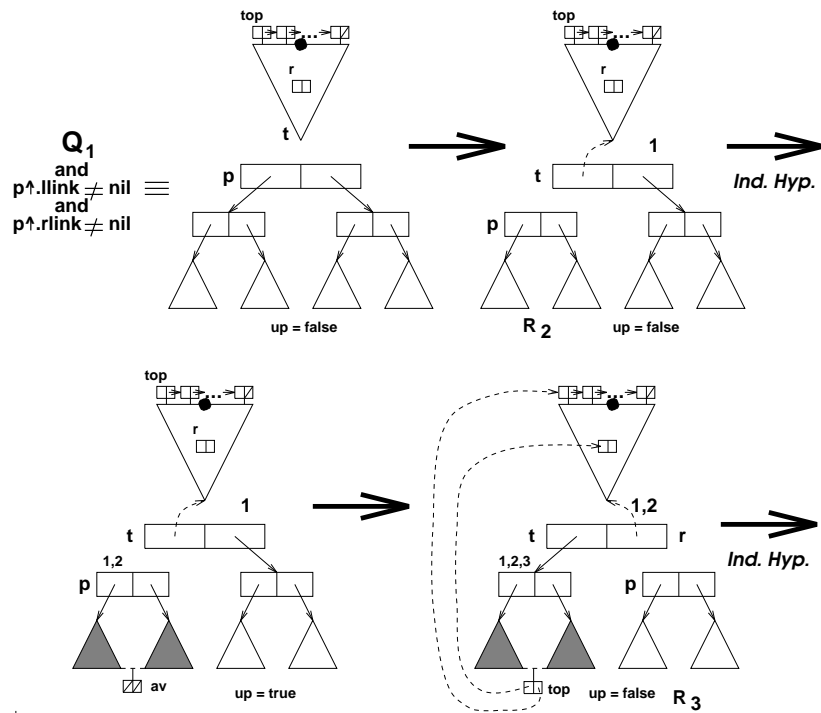 top
...
r
t
Q1
and
p↑.llink ≠ nil ≡
and
p↑.rlink ≠ nil
p
up = false
top
...
r
1
t
p
R2
up = false
Ind. Hyp.
top
...
r
1
t
1,2
p
av
up = true
...
r
1,2
t
r
1,2,3
p
top
up = false
R3
Ind. Hyp.